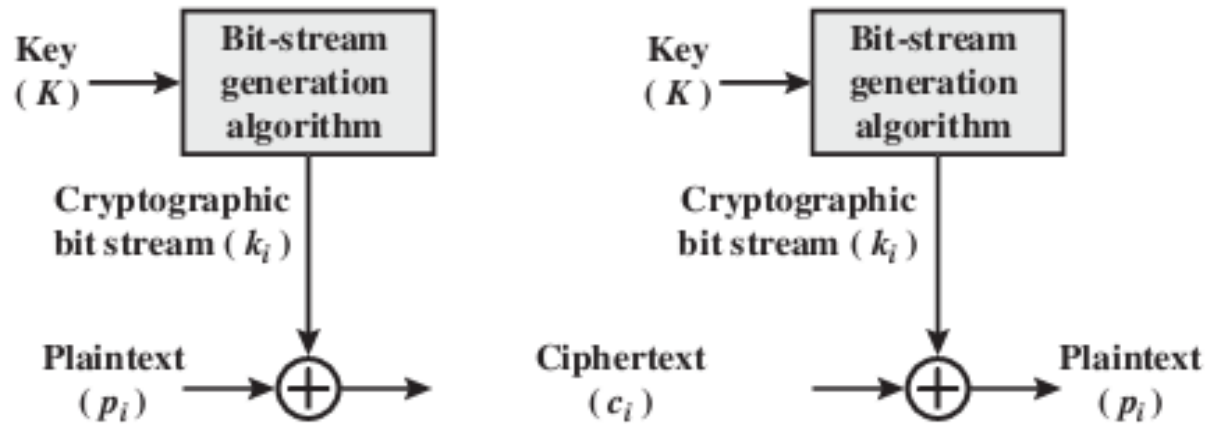 Key
( K )
Bit-stream
generation
algorithm
Cryptographic
bit stream ( kᵢ )
Plaintext
( pᵢ )
Ciphertext
( cᵢ )
Key
( K )
Bit-stream
generation
algorithm
Cryptographic
bit stream ( kᵢ )
Plaintext
( pᵢ )